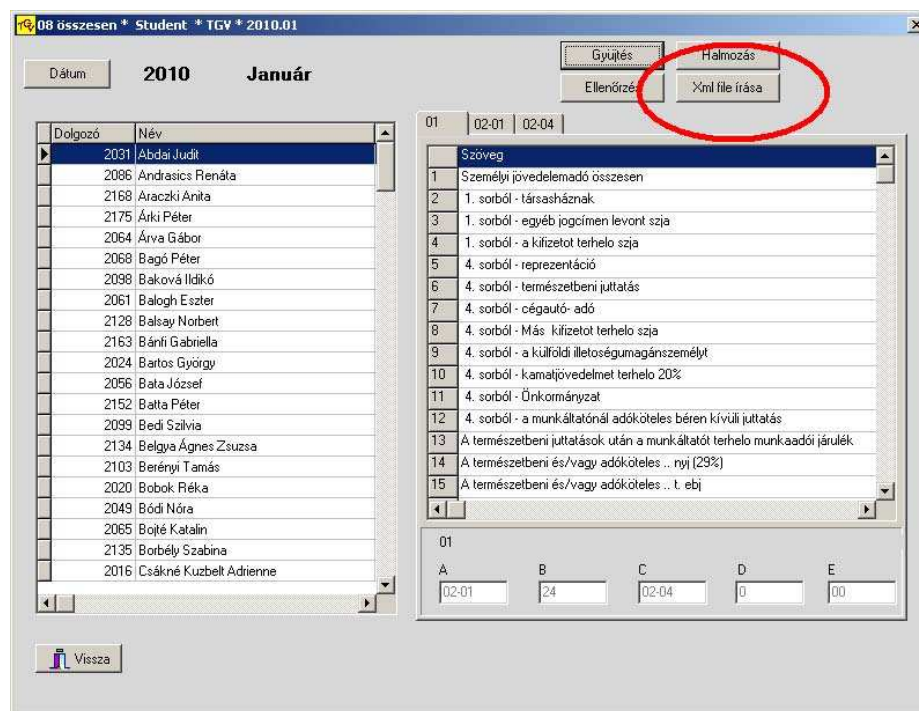 08 összesen * Student * TGV * 2010.01
Gyüjtés Halmozás
Dátum 2010 Január
Ellenőrzés Xml file írása
01 02-01 02-04
Dolgozó Név
2031 Abdai Judit
2086 Andrasics Renáta
2168 Araczki Anita
2175 Árki Péter
2064 Árva Gábor
2068 Bagó Péter
2098 Baková Ildikó
2061 Balogh Eszter
2128 Balsay Norbert
2163 Bánfi Gabriella
2024 Bartos György
2056 Bata József
2152 Batta Péter
2099 Bedi Szilvia
2134 Belgya Ágnes Zsuzsa
2103 Berényi Tamás
2020 Bobok Réka
2049 Bódi Nóra
2065 Bojté Katalin
2135 Borbély Szabina
2016 Csákné Kuzbelt Adrienne
Szöveg
1 Személyi jövedelemadó összesen
2 1. sorból - társasháznak
3 1. sorból - egyéb jogcímen levont szja
4 1. sorból - a kifizetot terhelo szja
5 4. sorból - reprezentáció
6 4. sorból - természetbeni juttatás
7 4. sorból - cégautó- adó
8 4. sorból - Más kifizetot terhelo szja
9 4. sorból - a külföldi illetoségumagánszemélyt
10 4. sorból - kamatjövedelmet terhelo 20%
11 4. sorból - Önkormányzat
12 4. sorból - a munkáltatónál adóköteles béren kívüli juttatás
13 A természetbeni juttatások után a munkáltatót terhelo munkaadói járulék
14 A természetbeni és/vagy adóköteles .. nyj (29%)
15 A természetbeni és/vagy adóköteles .. t. ebj
01
A B C D E
02-01 24 02-04 0 00
Vissza